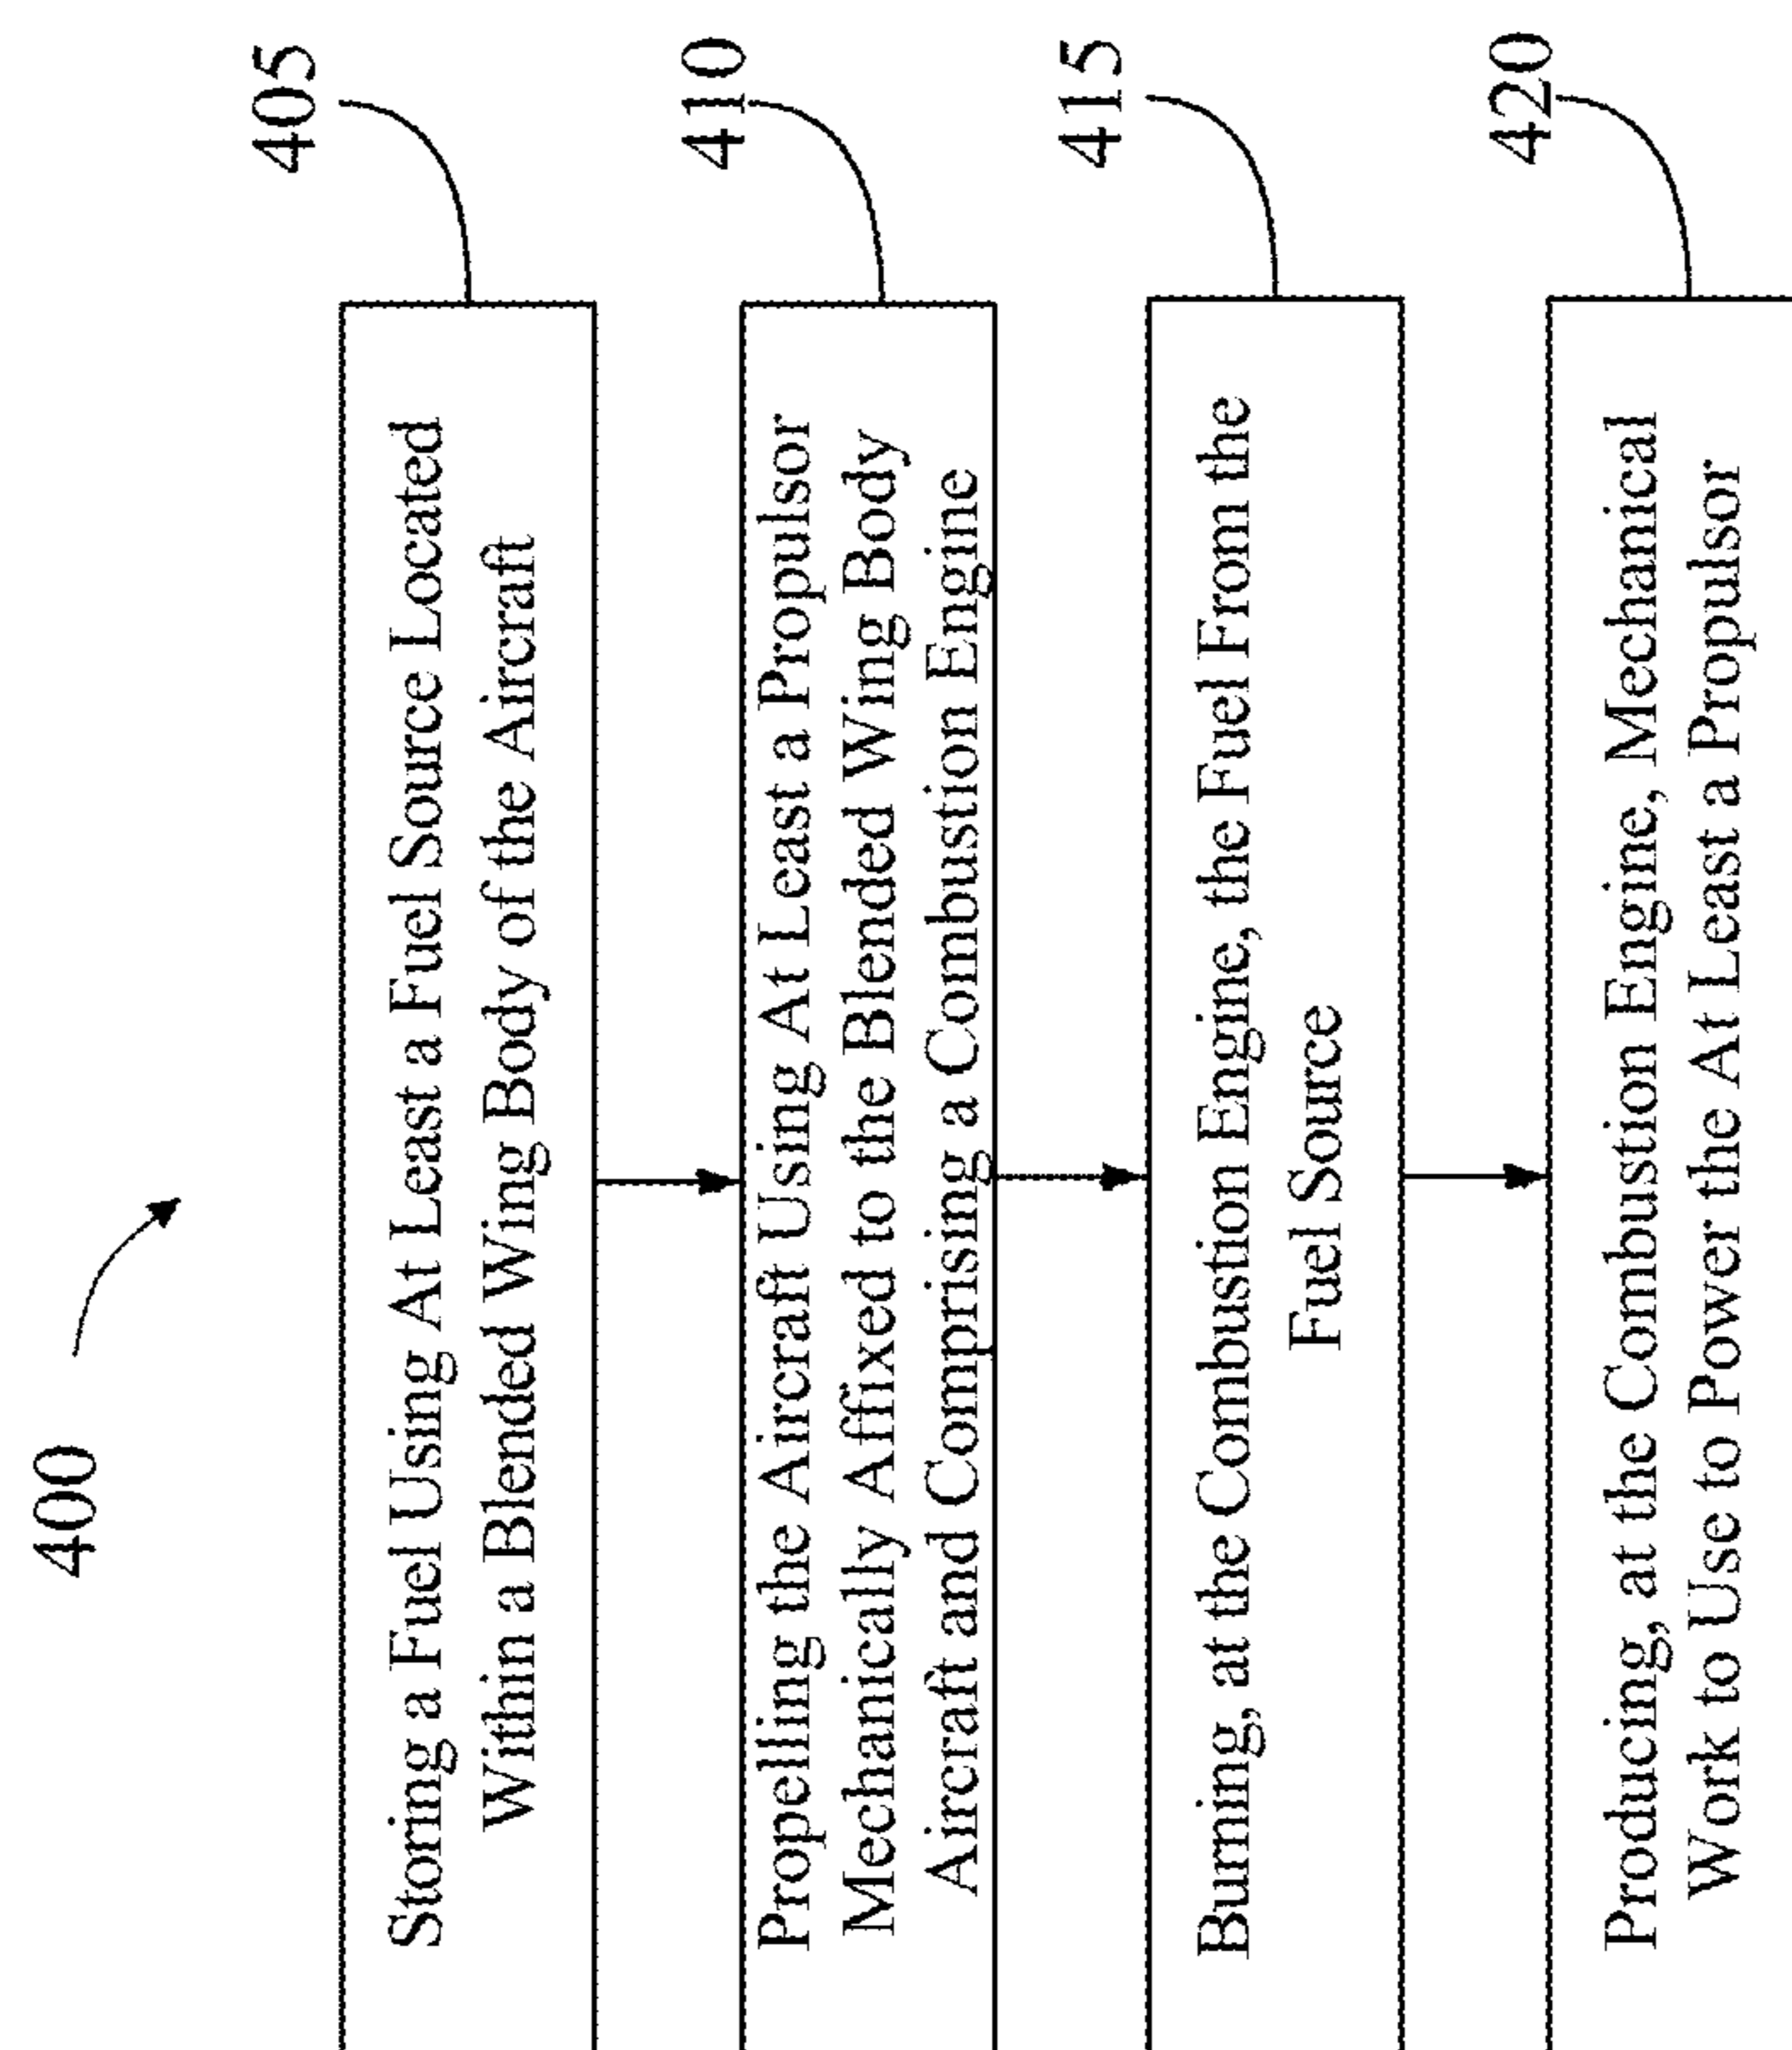 400
405
Storing a Fuel Using At Least a Fuel Source Located
Within a Blended Wing Body of the Aircraft
410
Propelling the Aircraft Using At Least a Propulsor
Mechanically Affixed to the Blended Wing Body
Aircraft and Comprising a Combustion Engine
415
Burning, at the Combustion Engine, the Fuel From the
Fuel Source
420
Producing, at the Combustion Engine, Mechanical
Work to Use to Power the At Least a Propulsor